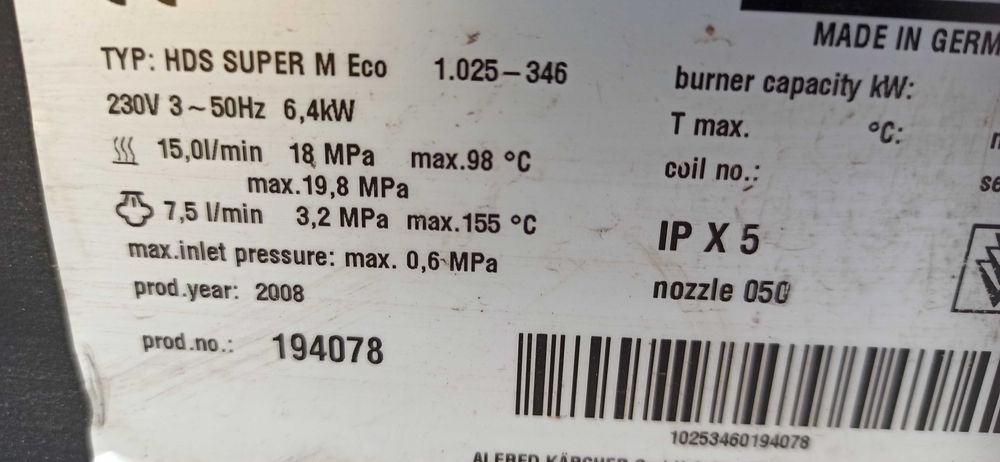 MADE IN GERM
TYP: HDS SUPER M Eco 1.025-346
230V 3~50Hz 6,4kW
15,0l/min 18 MPa max.98 °C
max.19,8 MPa
7,5 l/min 3,2 MPa max.155 °C
max.inlet pressure: max. 0,6 MPa
prod.year: 2008
prod.no.: 194078
burner capacity kW:
T max. °C:
coil no.:
se
IP X 5
nozzle 050
10253460194078
ALFRED KÄRCHER